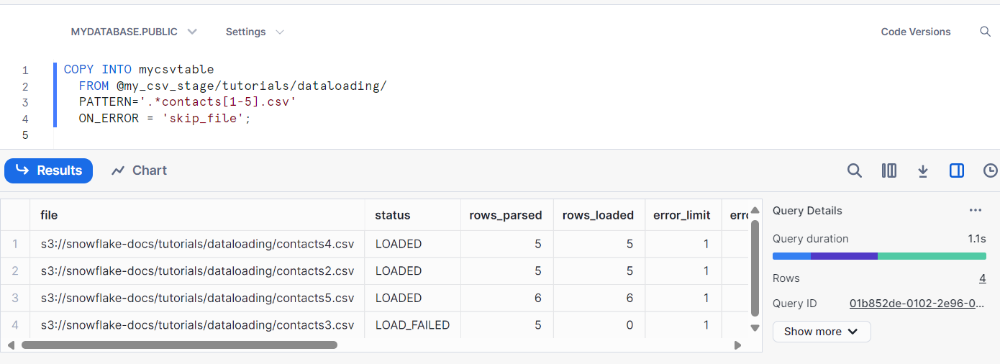 MYDATABASE.PUBLIC Settings Code Versions
1 COPY INTO mycsvtable
2 FROM @my_csv_stage/tutorials/dataloading/
3 PATTERN='.*contacts[1-5].csv'
4 ON_ERROR = 'skip_file';
5
Results Chart
file status rows_parsed rows_loaded error_limit erro
1 s3://snowflake-docs/tutorials/dataloading/contacts4.csv LOADED 5 5 1
2 s3://snowflake-docs/tutorials/dataloading/contacts2.csv LOADED 5 5 1
3 s3://snowflake-docs/tutorials/dataloading/contacts5.csv LOADED 6 6 1
4 s3://snowflake-docs/tutorials/dataloading/contacts3.csv LOAD_FAILED 5 0 1
Query Details ...
Query duration 1.1s
Rows 4
Query ID 01b852de-0102-2e96-0...
Show more